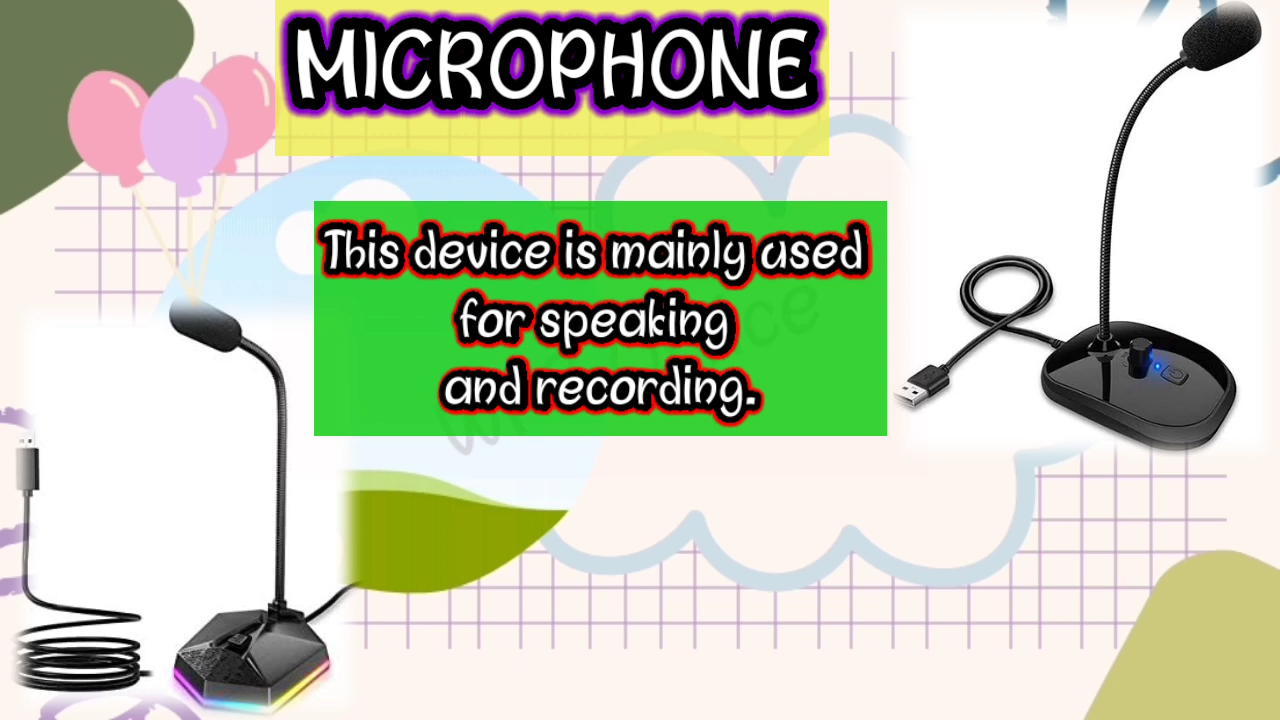 MICROPHONE
This device is mainly used
for speaking
and recording.